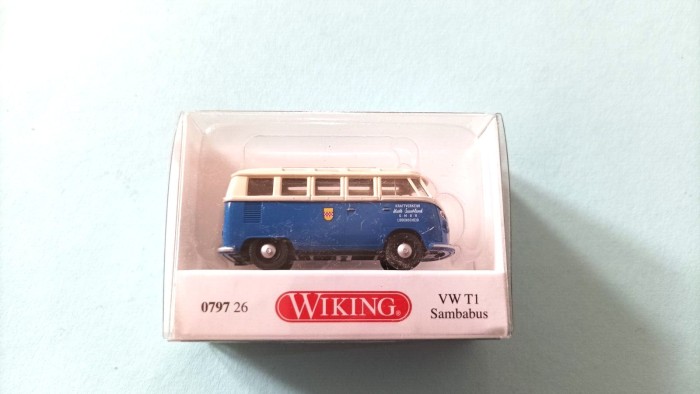 0797 26
WIKING®
VW T1
Sambabus